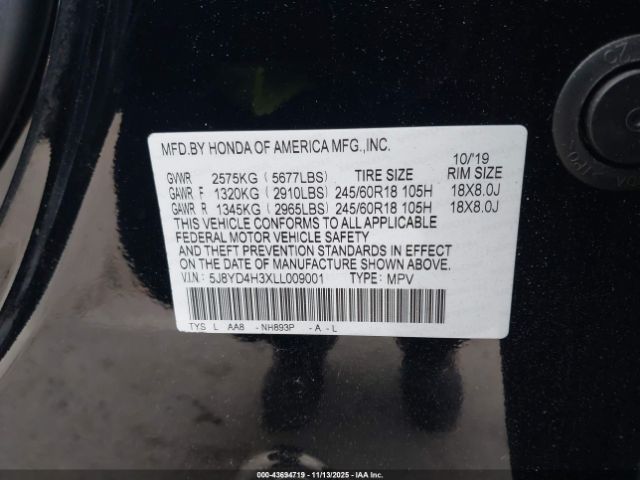 MFD.BY HONDA OF AMERICA MFG.,INC.
10/'19
GVWR 2575KG (5677LBS) TIRE SIZE RIM SIZE
GAWR F 1320KG (2910LBS) 245/60R18 105H 18X8.0J
GAWR R 1345KG (2965LBS) 245/60R18 105H 18X8.0J
THIS VEHICLE CONFORMS TO ALL APPLICABLE
FEDERAL MOTOR VEHICLE SAFETY
AND THEFT PREVENTION STANDARDS IN EFFECT
ON THE DATE OF MANUFACTURE SHOWN ABOVE.
V.I.N: 5J8YD4H3XLL009001 TYPE: MPV
TYS L AA8 -NH893P -A-L
000-43694719 | 11/13/2025 - IAAI.com